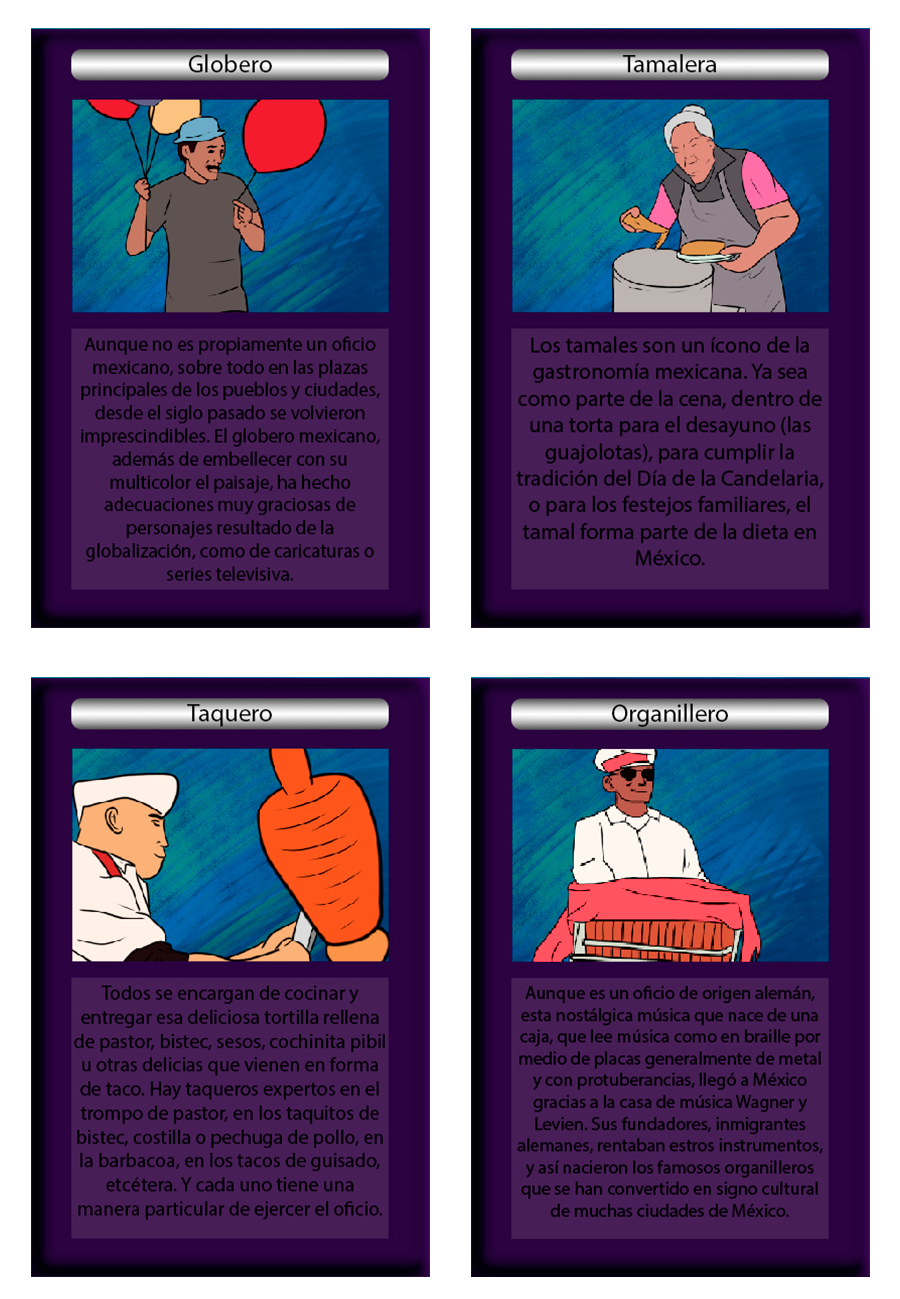 Globero
Aunque no es propiamente un oficio
mexicano, sobre todo en las plazas
principales de los pueblos y ciudades,
desde el siglo pasado se volvieron
imprescindibles. El globero mexicano,
además de embellecer con su
multicolor el paisaje, ha hecho
adecuaciones muy graciosas de
personajes resultado de la
globalización, como de caricaturas o
series televisiva.
Tamalera
Los tamales son un ícono de la
gastronomía mexicana. Ya sea
como parte de la cena, dentro de
una torta para el desayuno (las
guajolotas), para cumplir la
tradición del Día de la Candelaria,
o para los festejos familiares, el
tamal forma parte de la dieta en
México.
Taquero
Todos se encargan de cocinar y
entregar esa deliciosa tortilla rellena
de pastor, bistec, sesos, cochinita pibil
u otras delicias que vienen en forma
de taco. Hay taqueros expertos en el
trompo de pastor, en los taquitos de
bistec, costilla o pechuga de pollo, en
la barbacoa, en los tacos de guisado,
etcétera. Y cada uno tiene una
manera particular de ejercer el oficio.
Organillero
Aunque es un oficio de origen alemán,
esta nostálgica música que nace de una
caja, que lee música como en braille por
medio de placas generalmente de metal
y con protuberancias, llegó a México
gracias a la casa de música Wagner y
Levien. Sus fundadores, inmigrantes
alemanes, rentaban estros instrumentos,
y así nacieron los famosos organilleros
que se han convertido en signo cultural
de muchas ciudades de México.